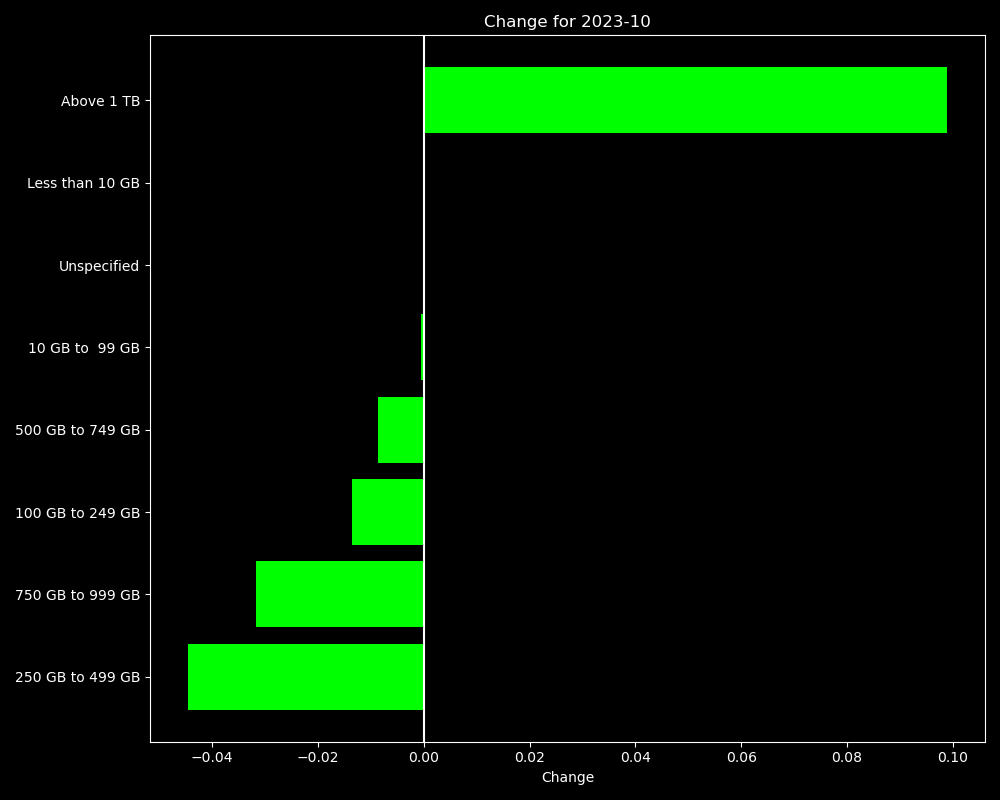 Change for 2023-10
Above 1 TB
Less than 10 GB
Unspecified
10 GB to  99 GB
500 GB to 749 GB
100 GB to 249 GB
750 GB to 999 GB
250 GB to 499 GB
−0.04 −0.02 0.00 0.02 0.04 0.06 0.08 0.10
Change